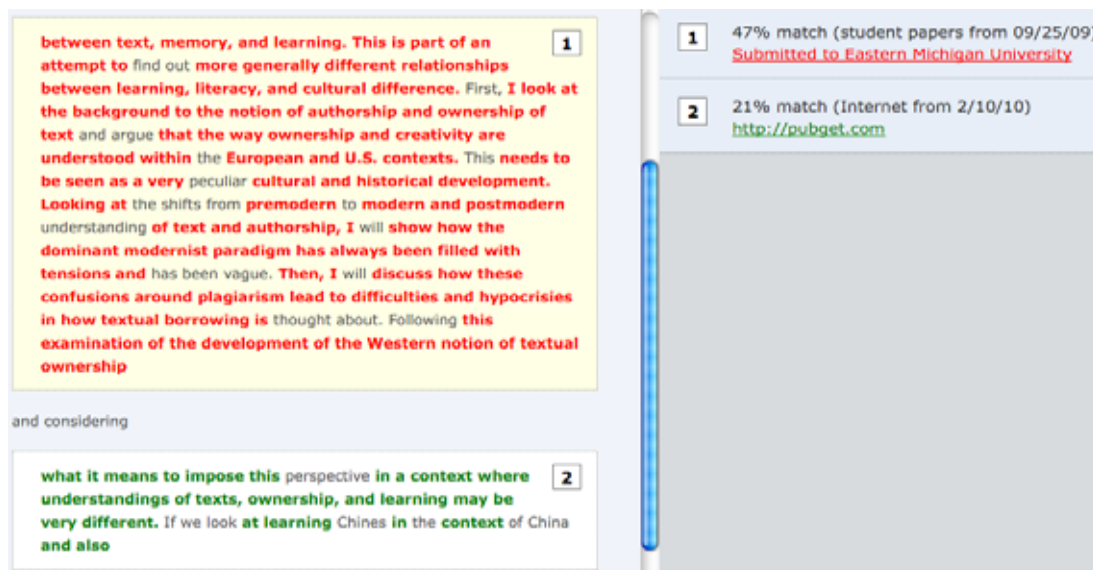 between text, memory, and learning. This is part of an
1
attempt to find out more generally different relationships
between learning, literacy, and cultural difference. First, I look at
the background to the notion of authorship and ownership of
text and argue that the way ownership and creativity are
understood within the European and U.S. contexts. This needs to
be seen as a very peculiar cultural and historical development.
Looking at the shifts from premodern to modern and postmodern
understanding of text and authorship, I will show how the
dominant modernist paradigm has always been filled with
tensions and has been vague. Then, I will discuss how these
confusions around plagiarism lead to difficulties and hypocrisies
in how textual borrowing is thought about. Following this
examination of the development of the Western notion of textual
ownership
and considering
what it means to impose this perspective in a context where
2
understandings of texts, ownership, and learning may be
very different. If we look at learning Chines in the context of China
and also
1
47% match (student papers from 09/25/09)
Submitted to Eastern Michigan University
2
21% match (Internet from 2/10/10)
http://pubget.com